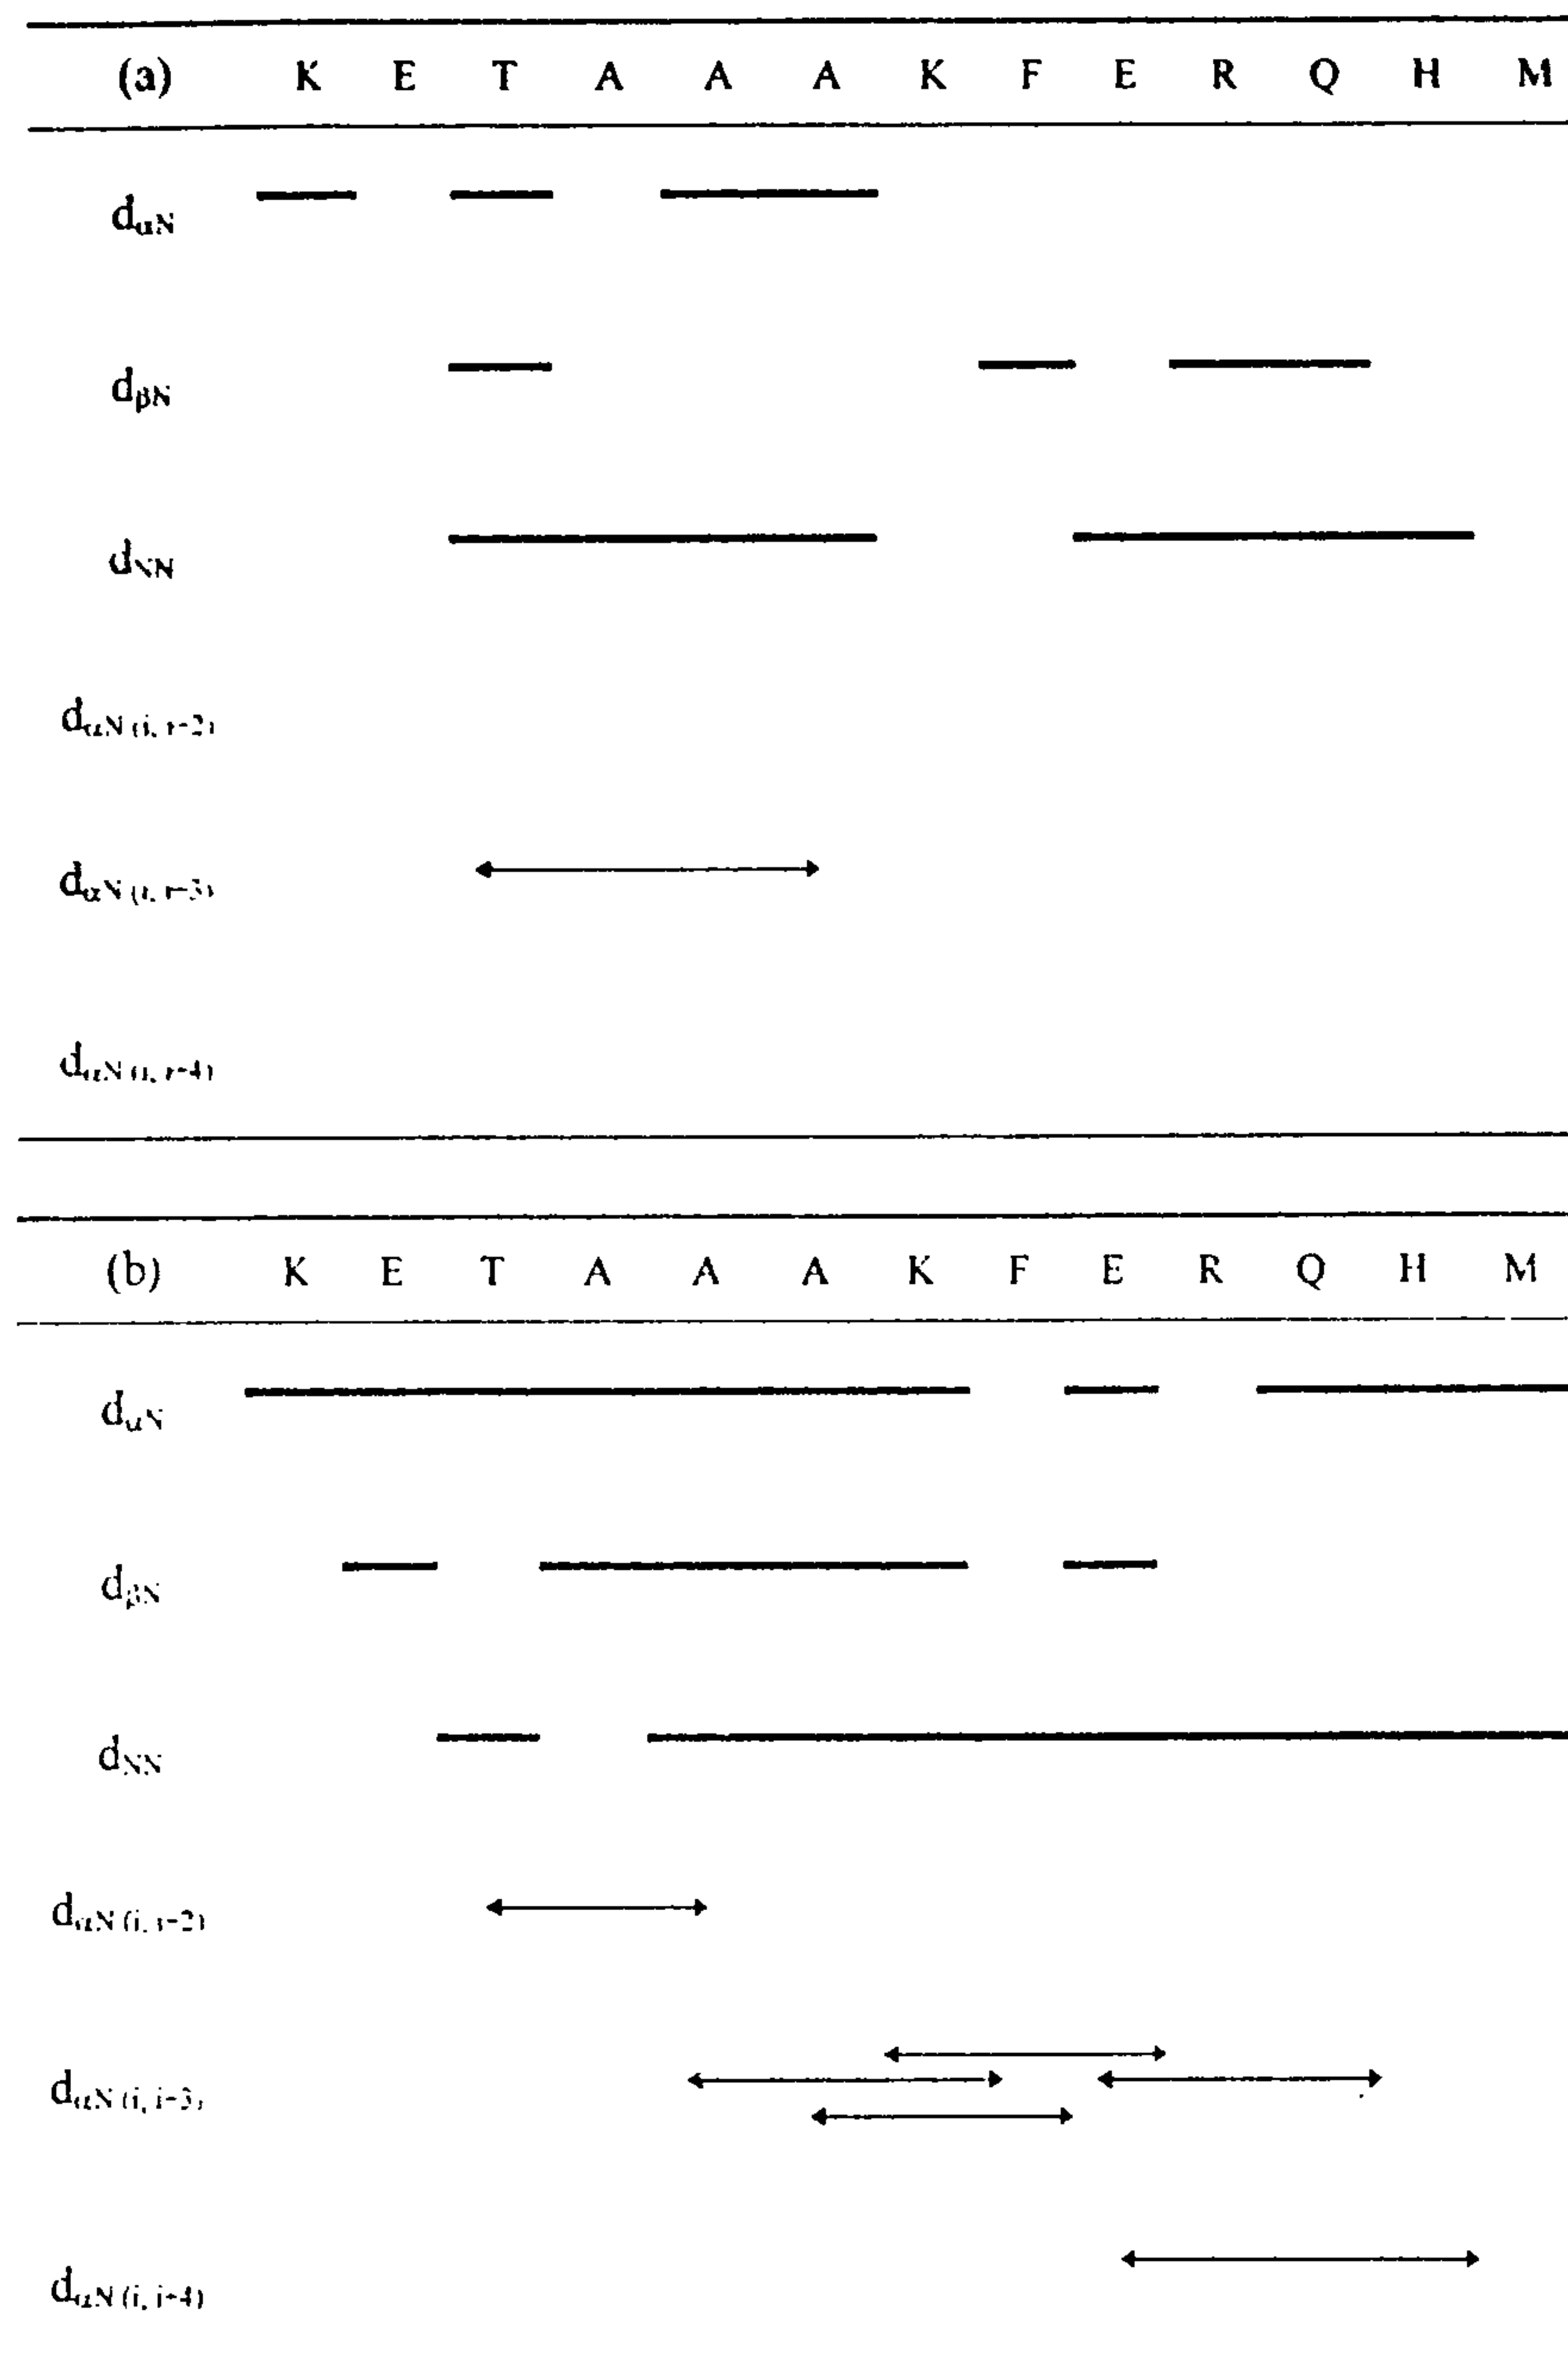 (a) K E T A A A K F E R Q H M
dαN
dβN
dNN
dαN (i, i+2)
dαN (i, i+3)
dαN (i, i+4)
(b) K E T A A A K F E R Q H M
dαN
dβN
dNN
dαN (i, i+2)
dαN (i, i+3)
dαN (i, i+4)